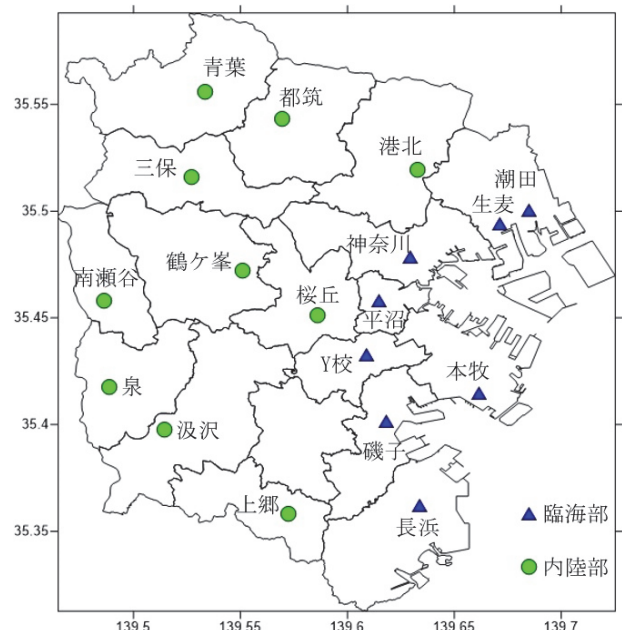 青葉
都筑
35.55
港北
三保
潮田
生麦
35.5
神奈川
鶴ケ峯
南瀬谷
桜丘
平沼
35.45
Y校
本牧
泉
汲沢
35.4
磯子
上郷
長浜
臨海部
35.35
内陸部
139.5
139.55
139.6
139.65
139.7